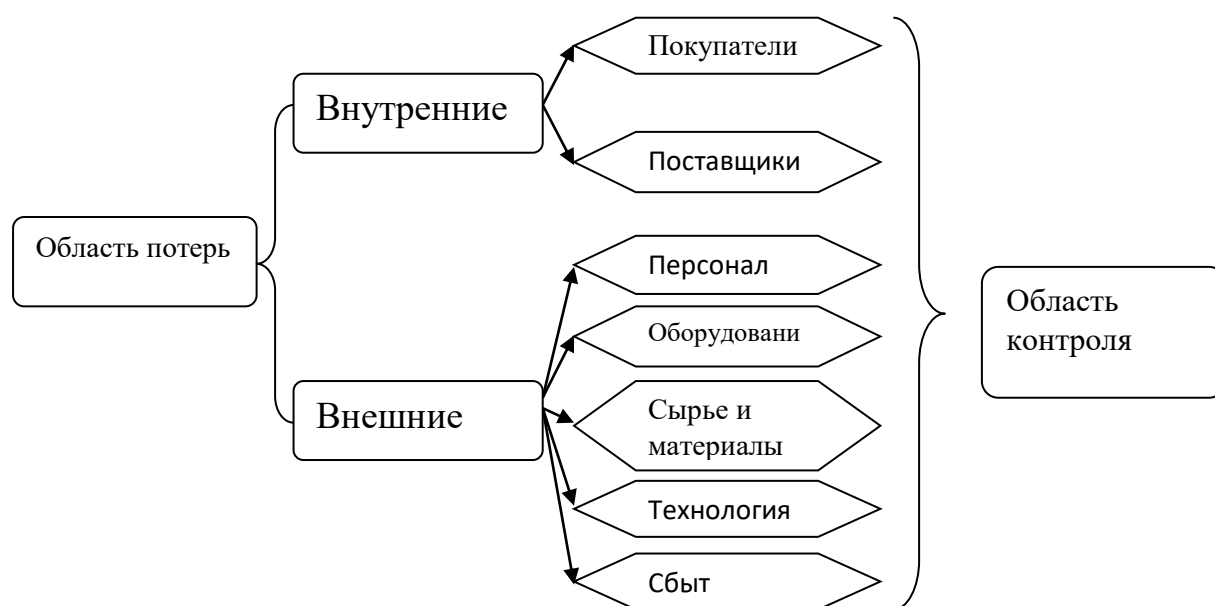 Покупатели
Внутренние
Поставщики
Область потерь
Персонал
Оборудовани
Область
контроля
Внешние
Сырье и
материалы
Технология
Сбыт